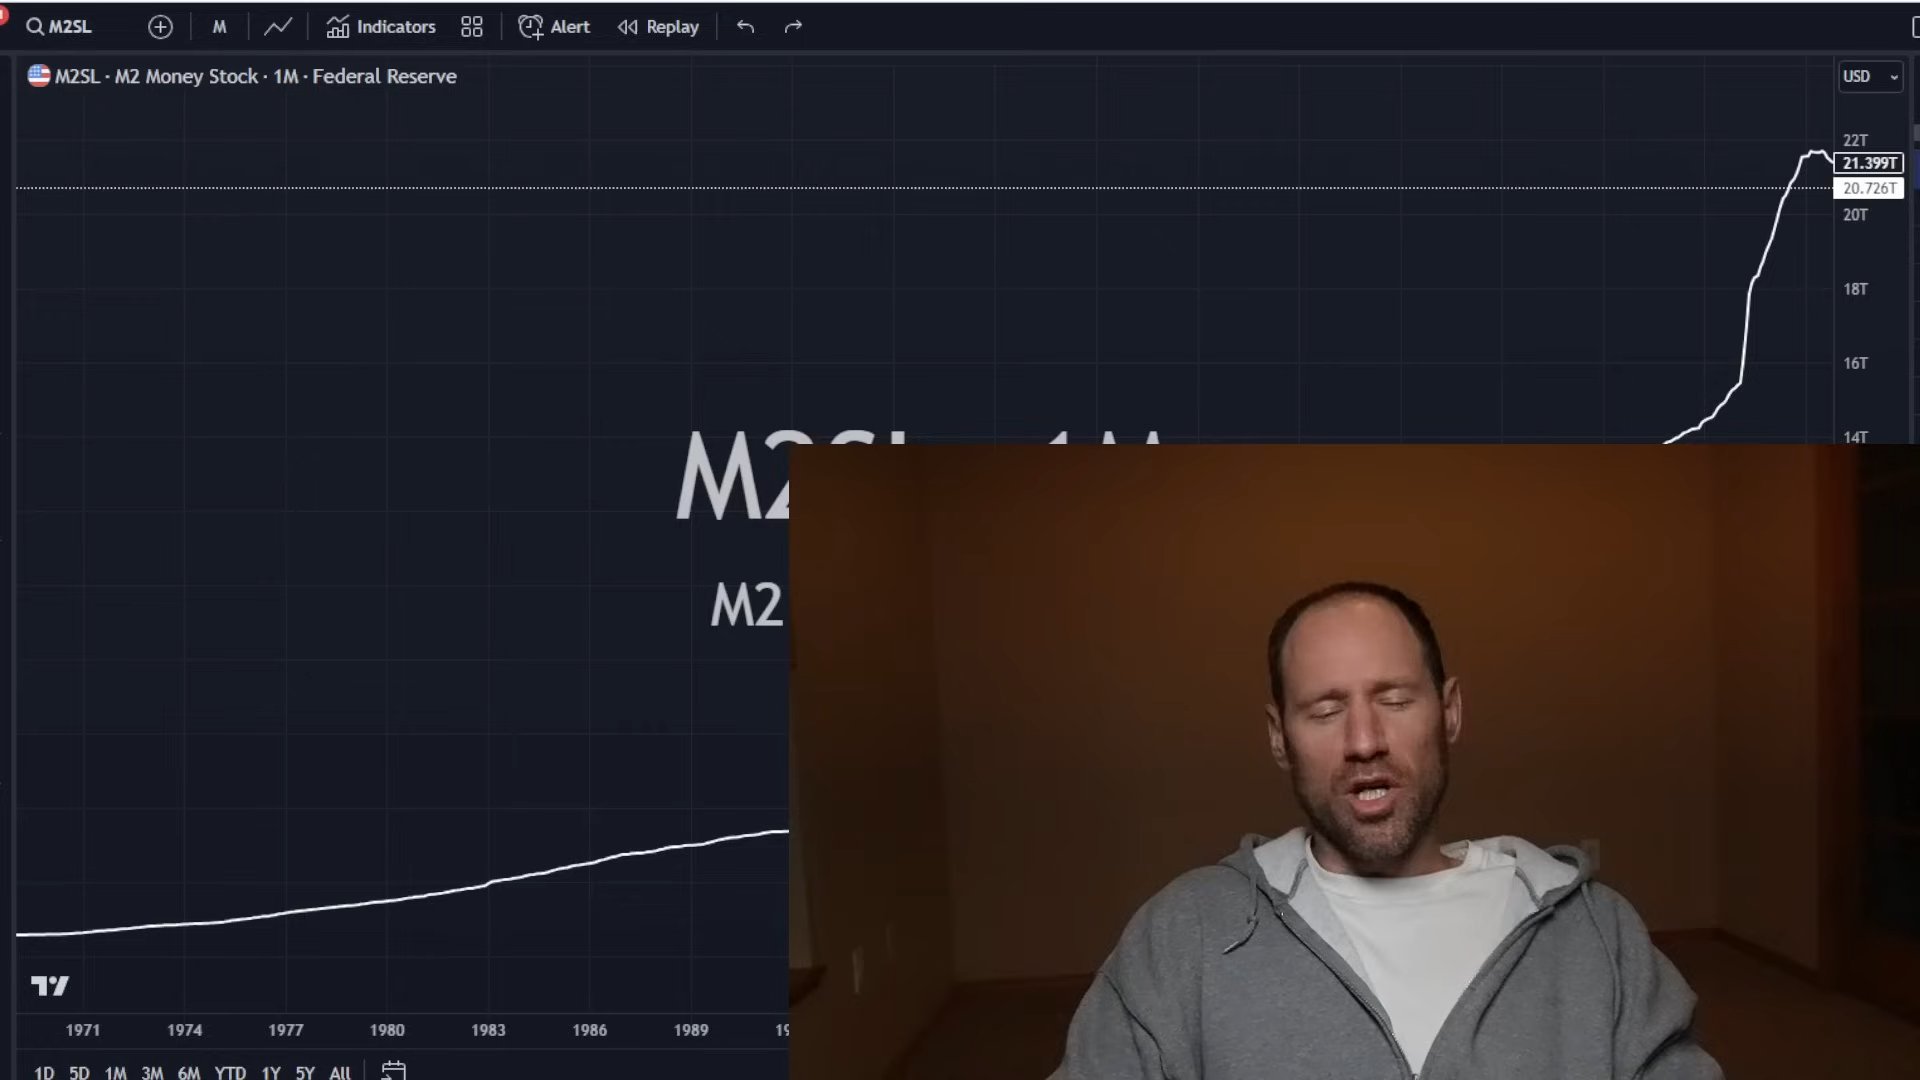 M2SL
M
Indicators
Alert
Replay
M2SL · M2 Money Stock · 1M · Federal Reserve
USD
22T
21.399T
20.726T
20T
18T
16T
14T
M2SL 1M
M2
1971 1974 1977 1980 1983 1986 1989
1D 5D 1M 3M 6M YTD 1Y 5Y All